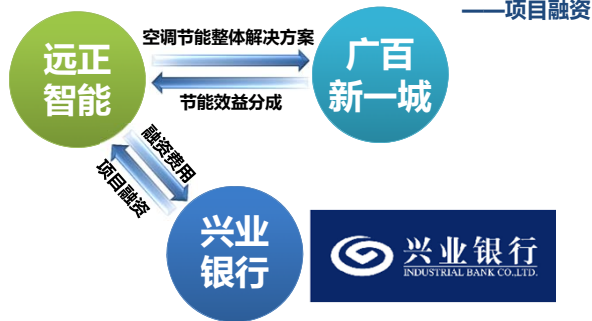 ——项目融资
远正
智能
空调节能整体解决方案
节能效益分成
广百
新一城
融资费用
项目融资
兴业
银行
兴业银行
INDUSTRIAL BANK CO.,LTD.